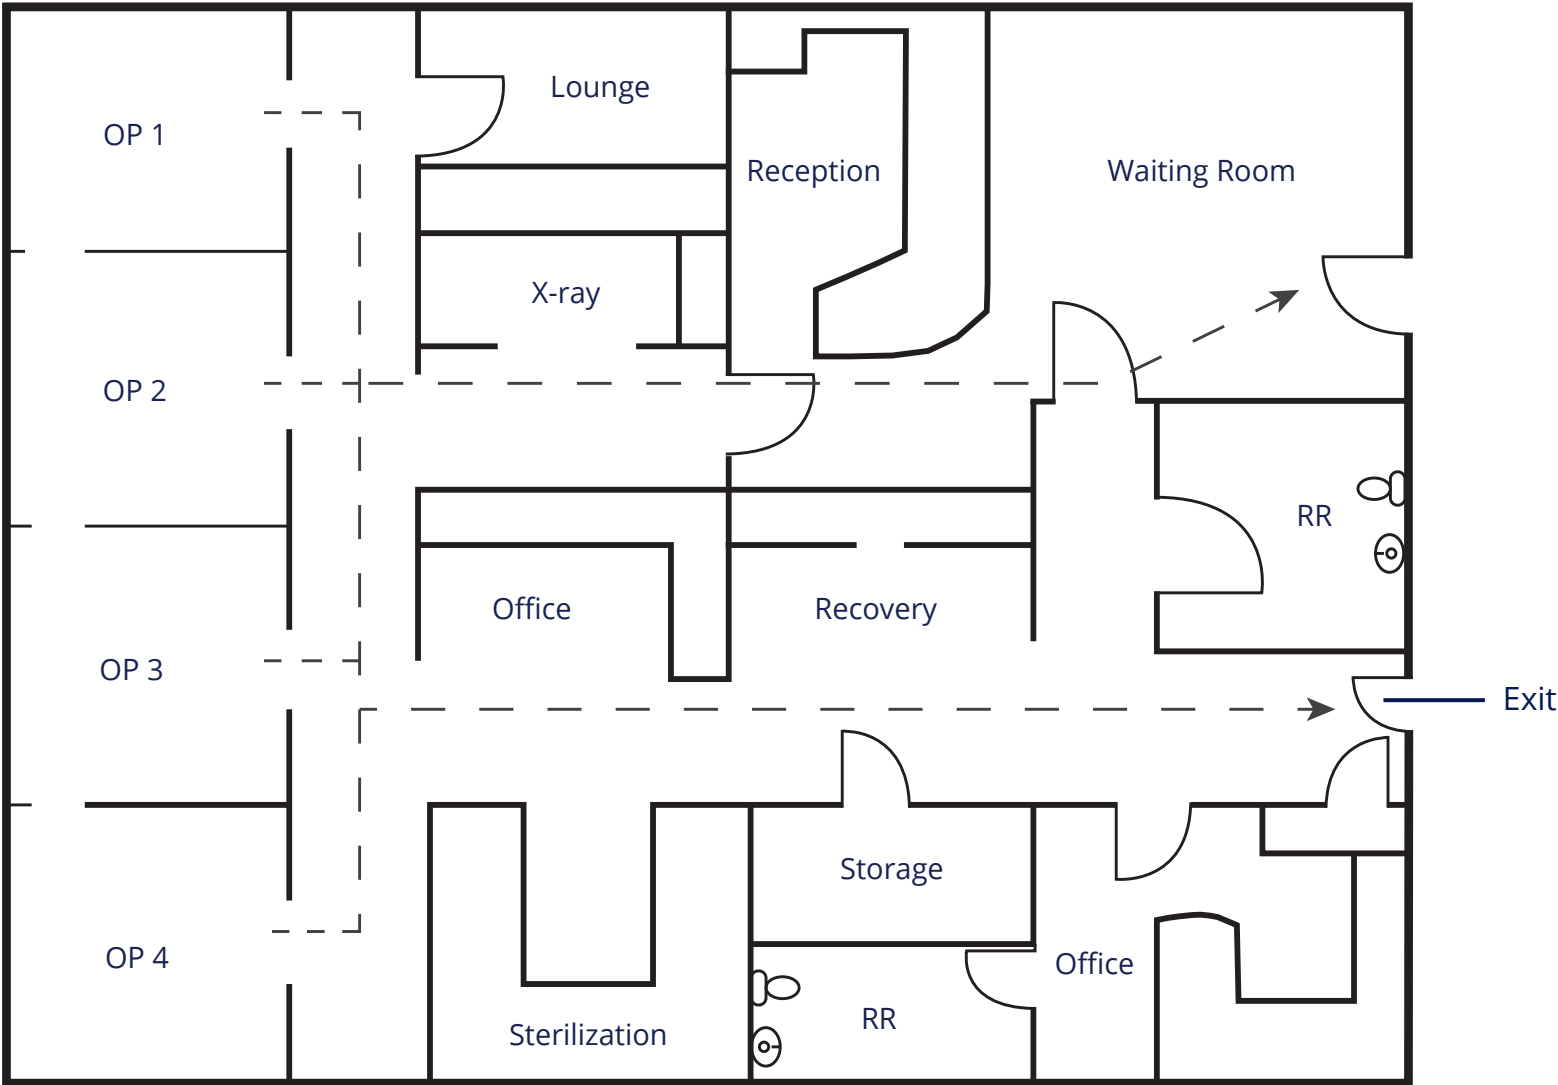 Lounge
OP 1
Reception
Waiting Room
X-ray
OP 2
RR
Office
Recovery
OP 3
Exit
Storage
OP 4
Office
RR
Sterilization